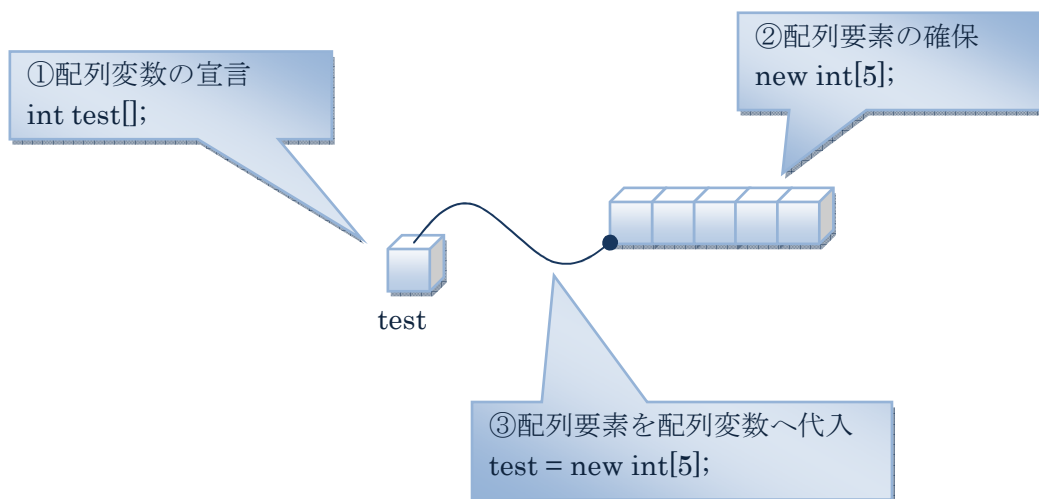 ①配列変数の宣言
int test[];
②配列要素の確保
new int[5];
test
③配列要素を配列変数へ代入
test = new int[5];